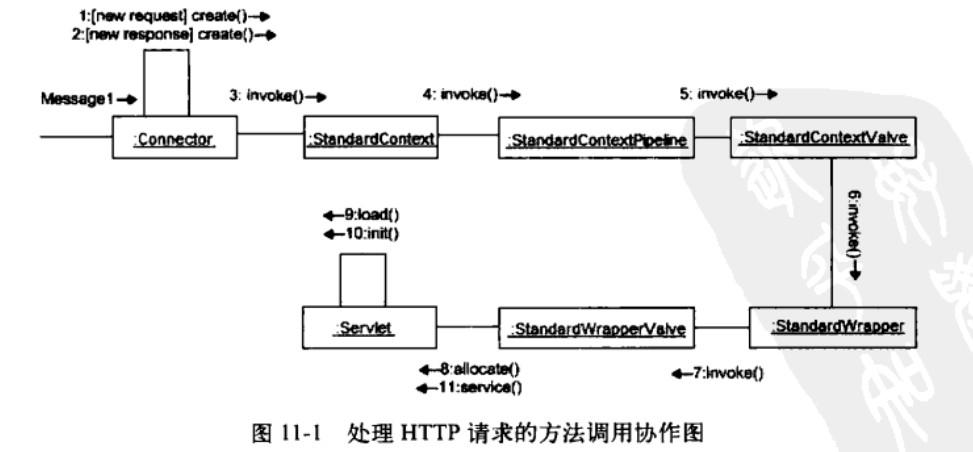 1:[new request] create()
2:[new response] create()
Message1
3: invoke()
4: invoke()
5: invoke()
:Connector
:StandardContext
:StandardContextPipeline
:StandardContextValve
6:invoke()
9:load()
10:init()
:Servlet
:StandardWrapperValve
:StandardWrapper
8:allocate()
11:service()
7:invoke()
图 11-1 处理 HTTP 请求的方法调用协作图